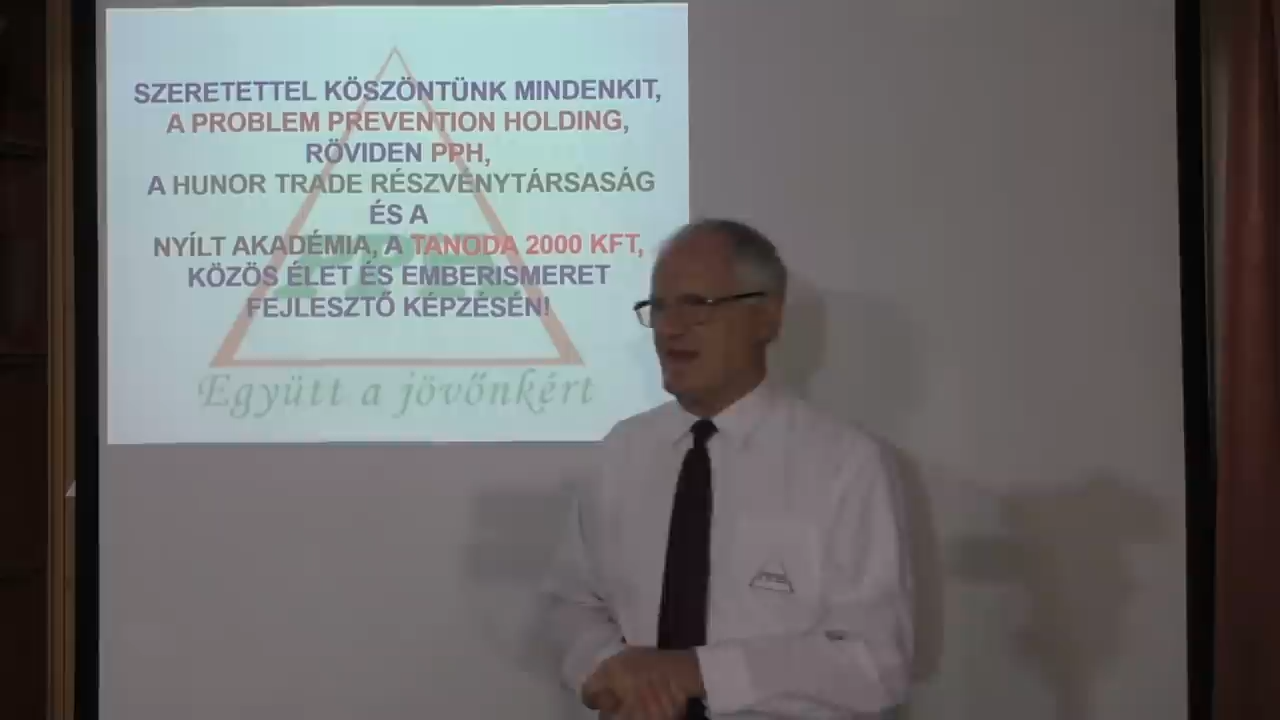 SZERETETTEL KÖSZÖNTÜNK MINDENKIT,
A PROBLEM PREVENTION HOLDING,
RÖVIDEN PPH,
A HUNOR TRADE RÉSZVÉNYTÁRSASÁG
ÉS A
NYÍLT AKADÉMIA, A TANODA 2000 KFT,
KÖZÖS ÉLET ÉS EMBERISMERET
FEJLESZTŐ KÉPZÉSÉN!
Együtt a jövőnkért